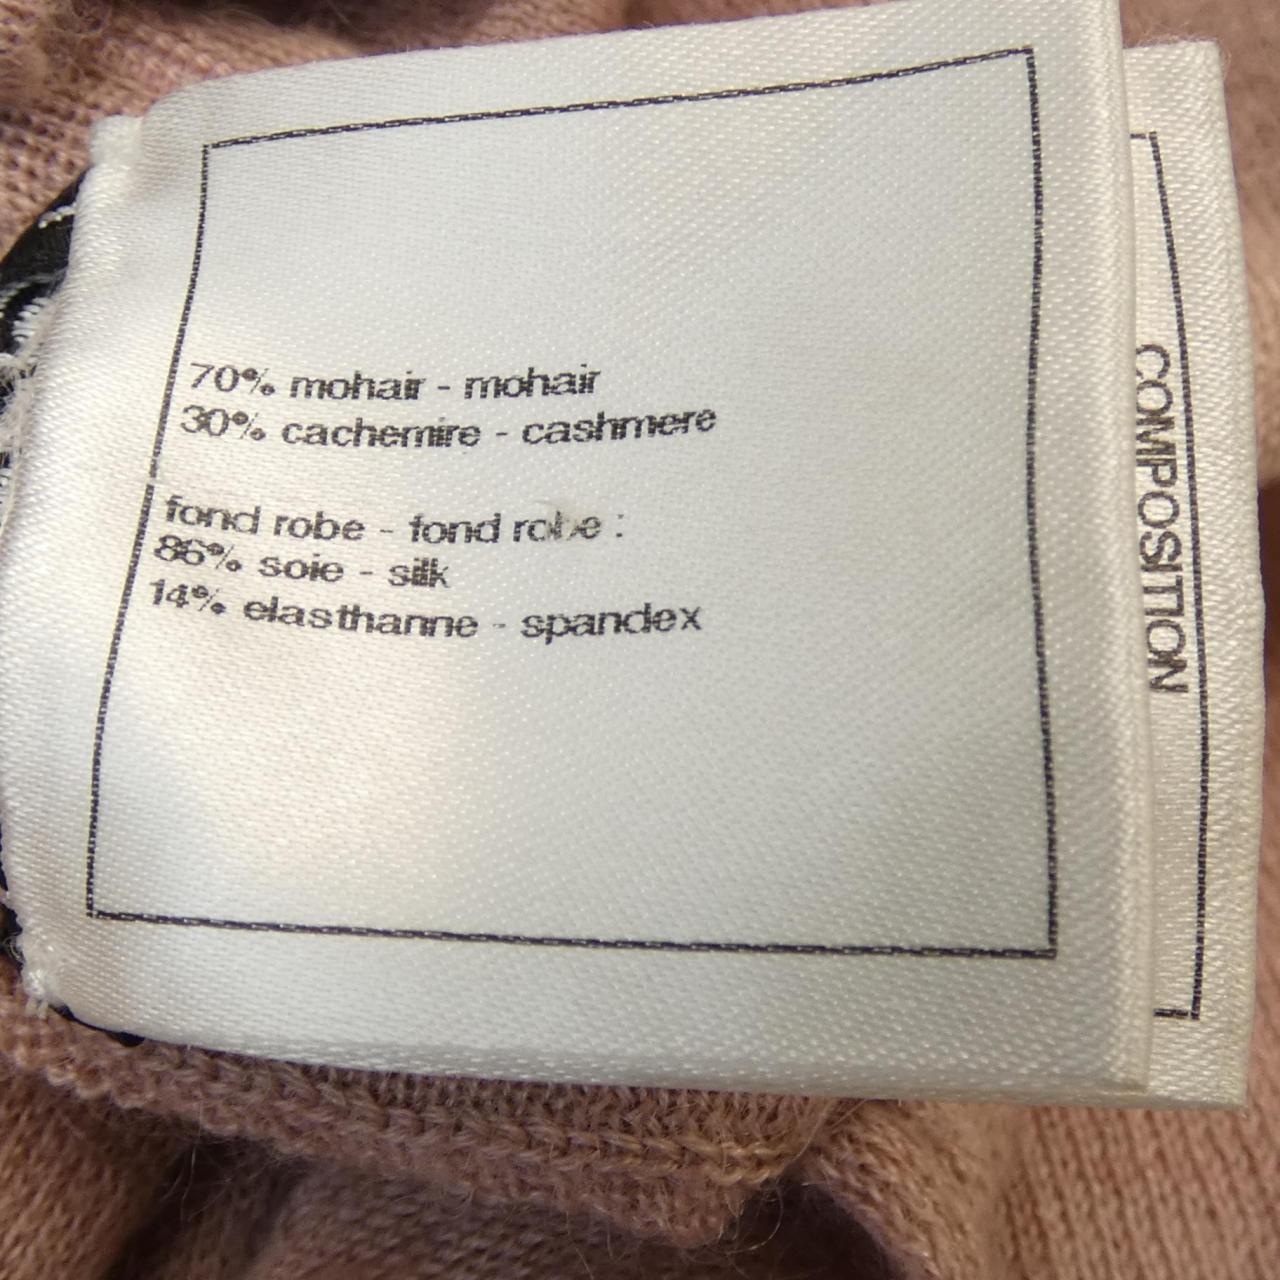 70% mohair - mohair
30% cachemire - cashmere
fond robe - fond robe :
86% soie - silk
14% elasthanne - spandex
COMPOSITION